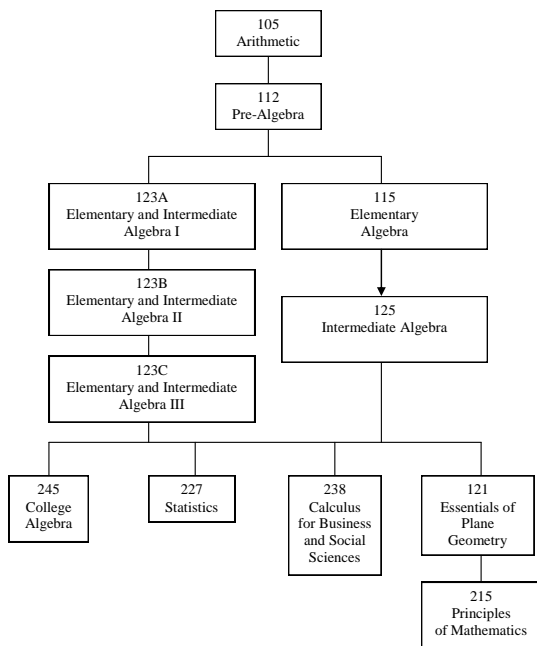 105
Arithmetic
112
Pre-Algebra
123A
Elementary and Intermediate
Algebra I
115
Elementary
Algebra
123B
Elementary and Intermediate
Algebra II
125
Intermediate Algebra
123C
Elementary and Intermediate
Algebra III
245
College
Algebra
227
Statistics
238
Calculus
for Business
and Social
Sciences
121
Essentials of
Plane
Geometry
215
Principles
of Mathematics